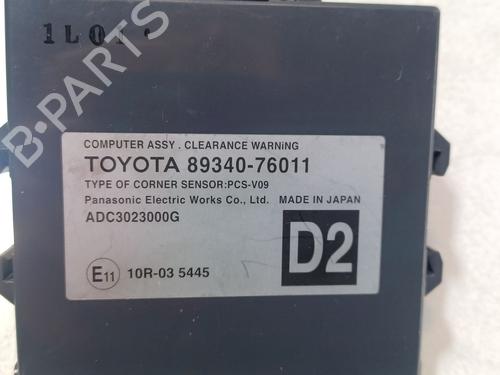 1L01
B-PARTS
COMPUTER ASSY . CLEARANCE WARNiNG
TOYOTA 89340-76011
TYPE OF CORNER SENSOR:PCS-V09
Panasonic Electric Works Co., Ltd. MADE IN JAPAN
ADC3023000G
D2
E11 10R-03 5445